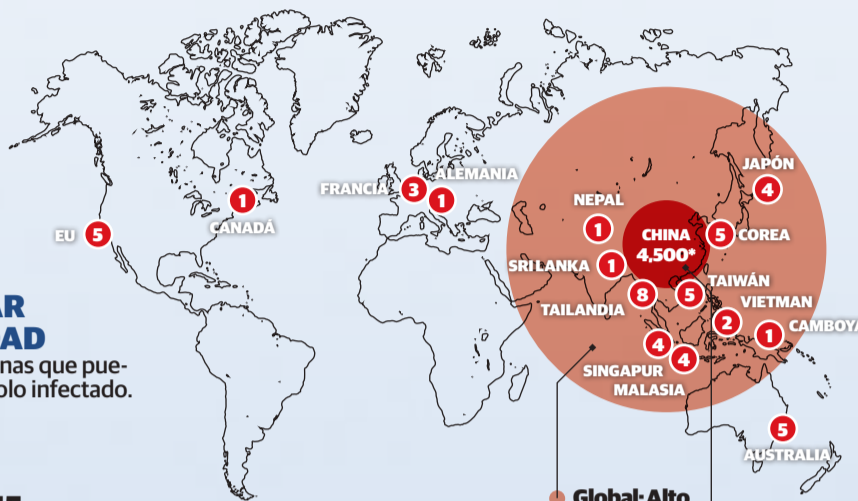 JAPÓN
4
FRANCIA
3
ALEMANIA
1
NEPAL
1
CANADÁ
1
EU
5
CHINA
4,500*
5
COREA
SRI LANKA
1
TAILANDIA
8
5
TAIWÁN
VIETMAN
2
CAMBOYA
1
4
SINGAPUR
4
MALASIA
5
AUSTRALIA
AR
AD
nas que pue-
olo infectado.
Global: Alto